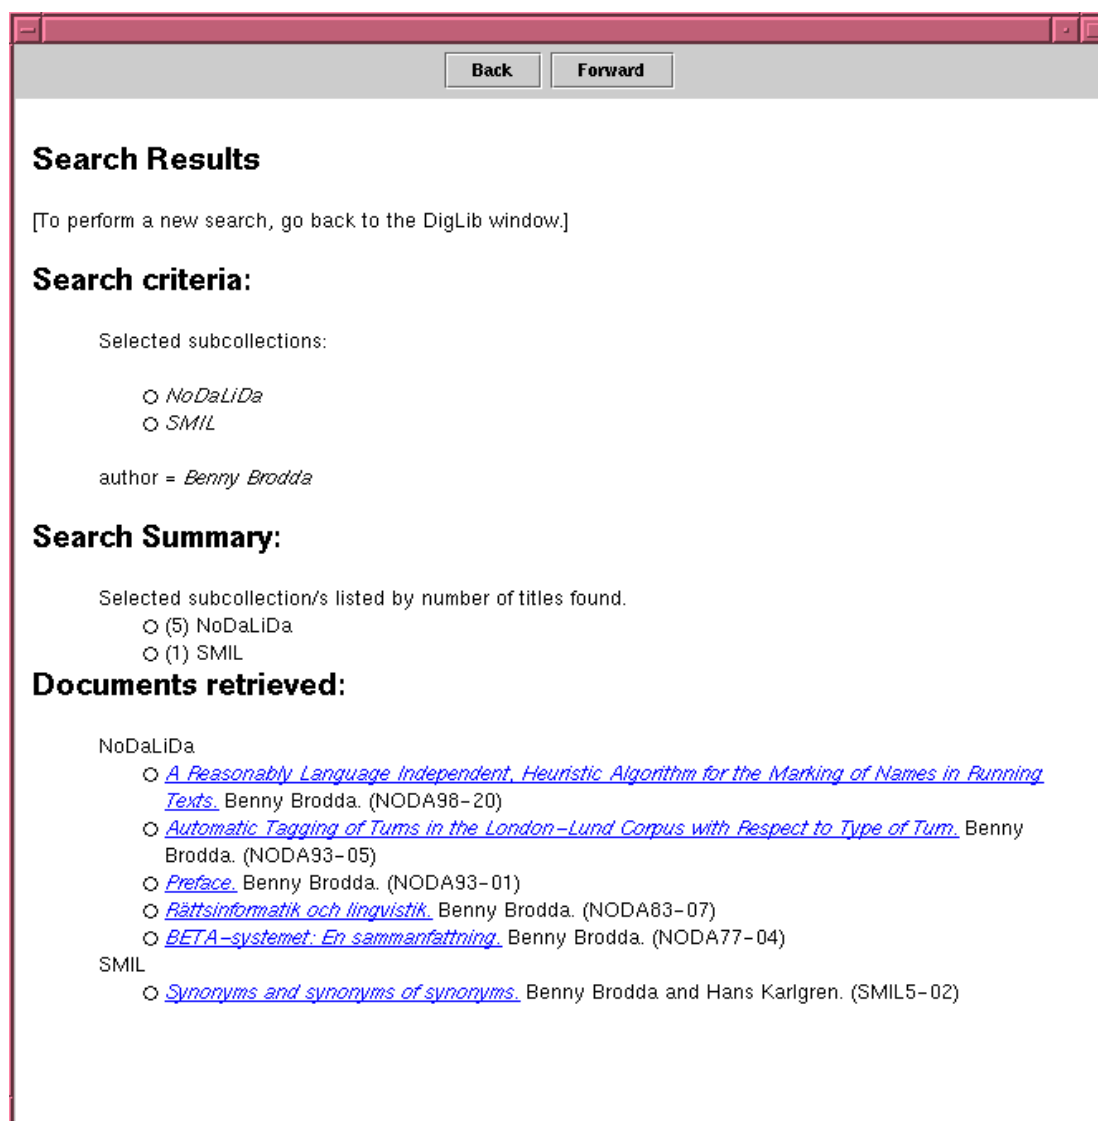 Back Forward
Search Results
[To perform a new search, go back to the DigLib window.]
Search criteria:
Selected subcollections:
NoDaLiDa
SMIL
author = Benny Brodda
Search Summary:
Selected subcollection/s listed by number of titles found.
(5) NoDaLiDa
(1) SMIL
Documents retrieved:
NoDaLiDa
A Reasonably Language Independent, Heuristic Algorithm for the Marking of Names in Running
Texts. Benny Brodda. (NODA98-20)
Automatic Tagging of Turns in the London-Lund Corpus with Respect to Type of Turn. Benny
Brodda. (NODA93-05)
Preface. Benny Brodda. (NODA93-01)
Rättsinformatik och lingvistik. Benny Brodda. (NODA83-07)
BETA-systemet: En sammanfattning. Benny Brodda. (NODA77-04)
SMIL
Synonyms and synonyms of synonyms. Benny Brodda and Hans Karlgren. (SMIL5-02)